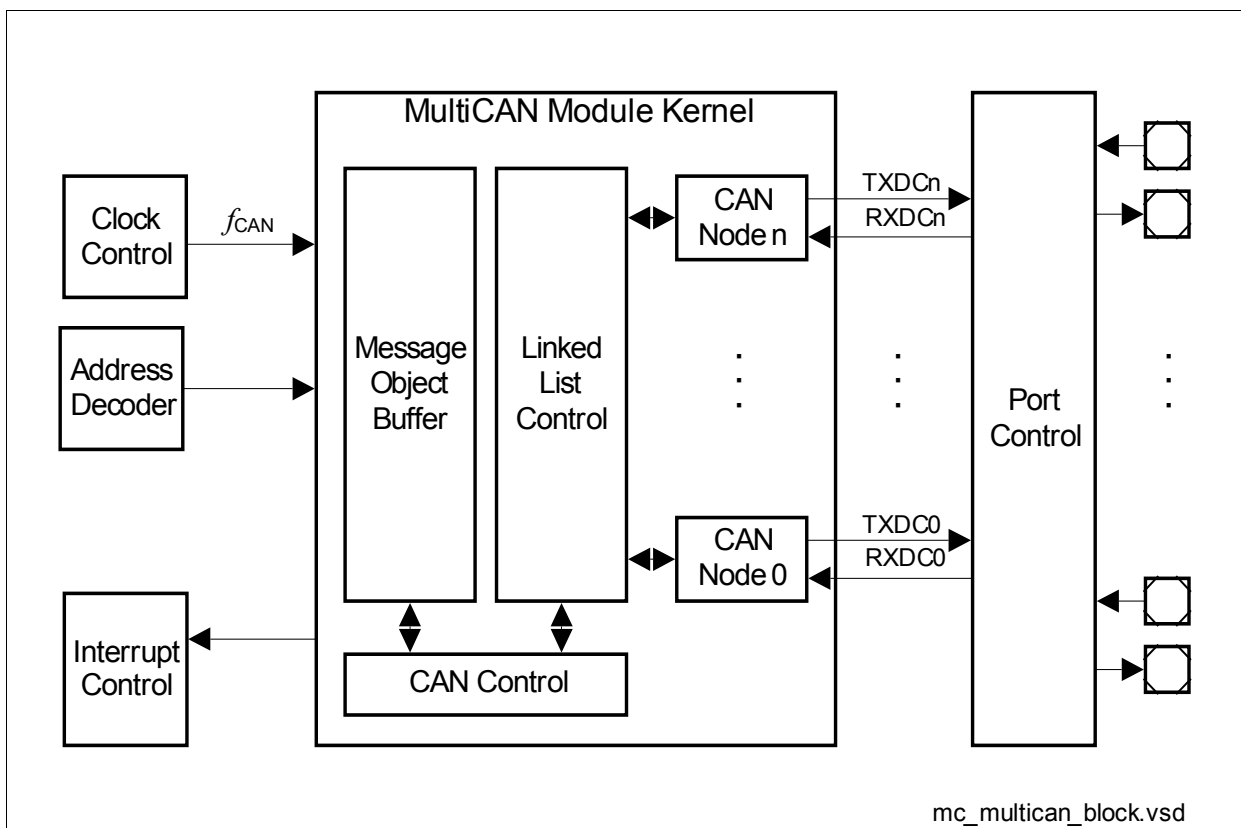 MultiCAN Module Kernel
Clock
Control
fCAN
Address
Decoder
Interrupt
Control
Message
Object
Buffer
Linked
List
Control
CAN Control
CAN
Node n
TXDCn
RXDCn
CAN
Node 0
TXDC0
RXDC0
Port
Control
mc_multican_block.vsd